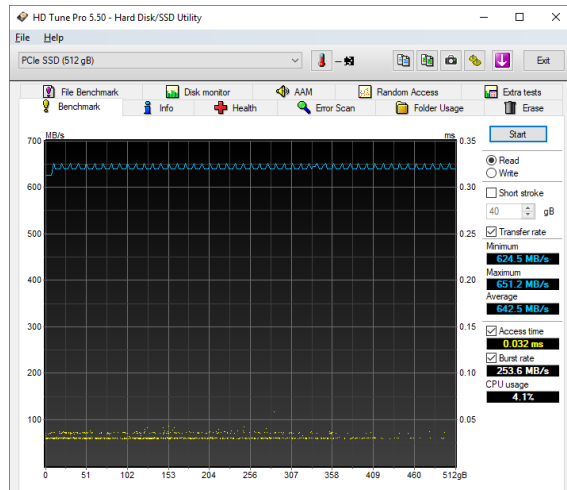 HD Tune Pro 5.50 - Hard Disk/SSD Utility
File Help
PCIe SSD (512 gB)
Exit
File Benchmark Disk monitor AAM Random Access Extra tests
Benchmark Info Health Error Scan Folder Usage Erase
MB/s ms
700 0.35
600 0.30
500 0.25
400 0.20
300 0.15
200 0.10
100 0.05
0 51 102 153 204 256 307 358 409 460 512gB
Start
Read
Write
Short stroke
40 gB
Transfer rate
Minimum
624.5 MB/s
Maximum
651.2 MB/s
Average
642.5 MB/s
Access time
0.032 ms
Burst rate
253.6 MB/s
CPU usage
4.1%